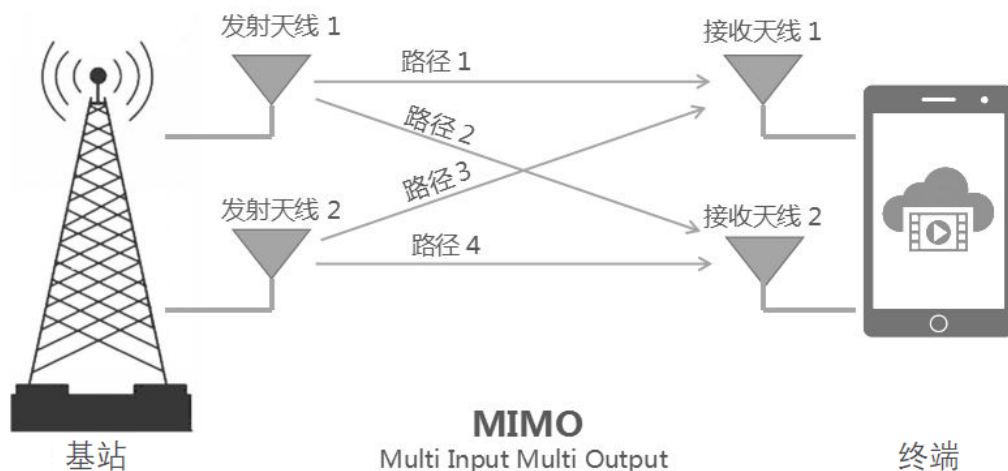 发射天线 1
接收天线 1
路径 1
路径 2
路径 3
发射天线 2
接收天线 2
路径 4
MIMO
基站
Multi Input Multi Output
终端